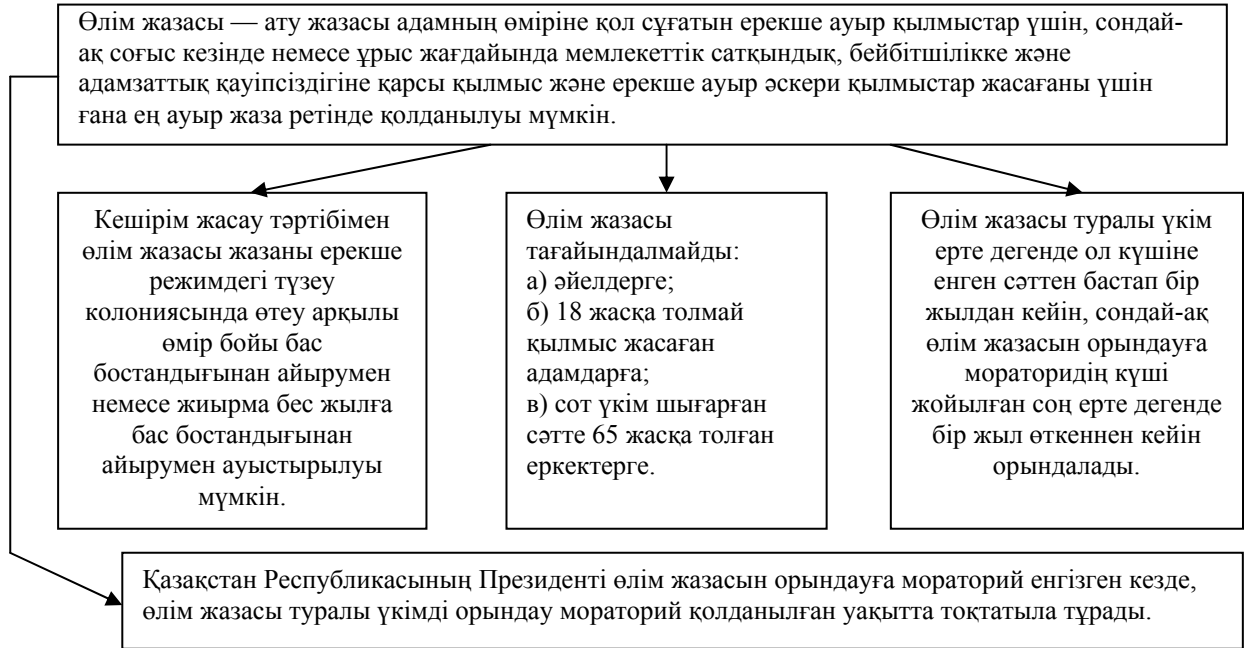 Өлім жазасы — ату жазасы адамның өміріне қол сұғатын ерекше ауыр қылмыстар үшін, сондай-
ақ соғыс кезінде немесе ұрыс жағдайында мемлекеттік сатқындық, бейбітшілікке және
адамзаттық қауіпсіздігіне қарсы қылмыс және ерекше ауыр әскери қылмыстар жасағаны үшін
ғана ең ауыр жаза ретінде қолданылуы мүмкін.
Кешірім жасау тәртібімен
өлім жазасы жазаны ерекше
режимдегі түзеу
колониясында өтеу арқылы
өмір бойы бас
бостандығынан айырумен
немесе жиырма бес жылға
бас бостандығынан
айырумен ауыстырылуы
мүмкін.
Өлім жазасы
тағайындалмайды:
а) әйелдерге;
б) 18 жасқа толмай
қылмыс жасаған
адамдарға;
в) сот үкім шығарған
сәтте 65 жасқа толған
еркектерге.
Өлім жазасы туралы үкім
ерте дегенде ол күшіне
енген сәттен бастап бір
жылдан кейін, сондай-ақ
өлім жазасын орындауға
мораторидің күші
жойылған соң ерте дегенде
бір жыл өткеннен кейін
орындалады.
Қазақстан Республикасының Президенті өлім жазасын орындауға мораторий енгізген кезде,
өлім жазасы туралы үкімді орындау мораторий қолданылған уақытта тоқтатыла тұрады.